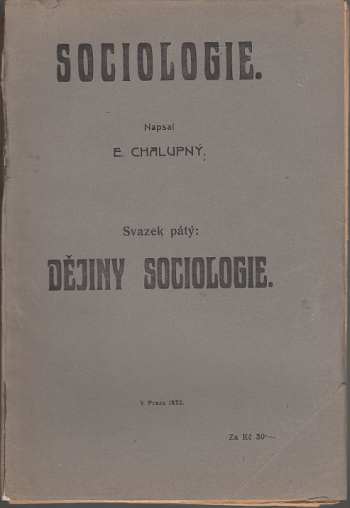 SOCIOLOGIE.
Napsal
E. CHALUPNÝ.
Svazek pátý:
DĚJINY SOCIOLOGIE.
V Praze 1922.
Za Kč 30·—